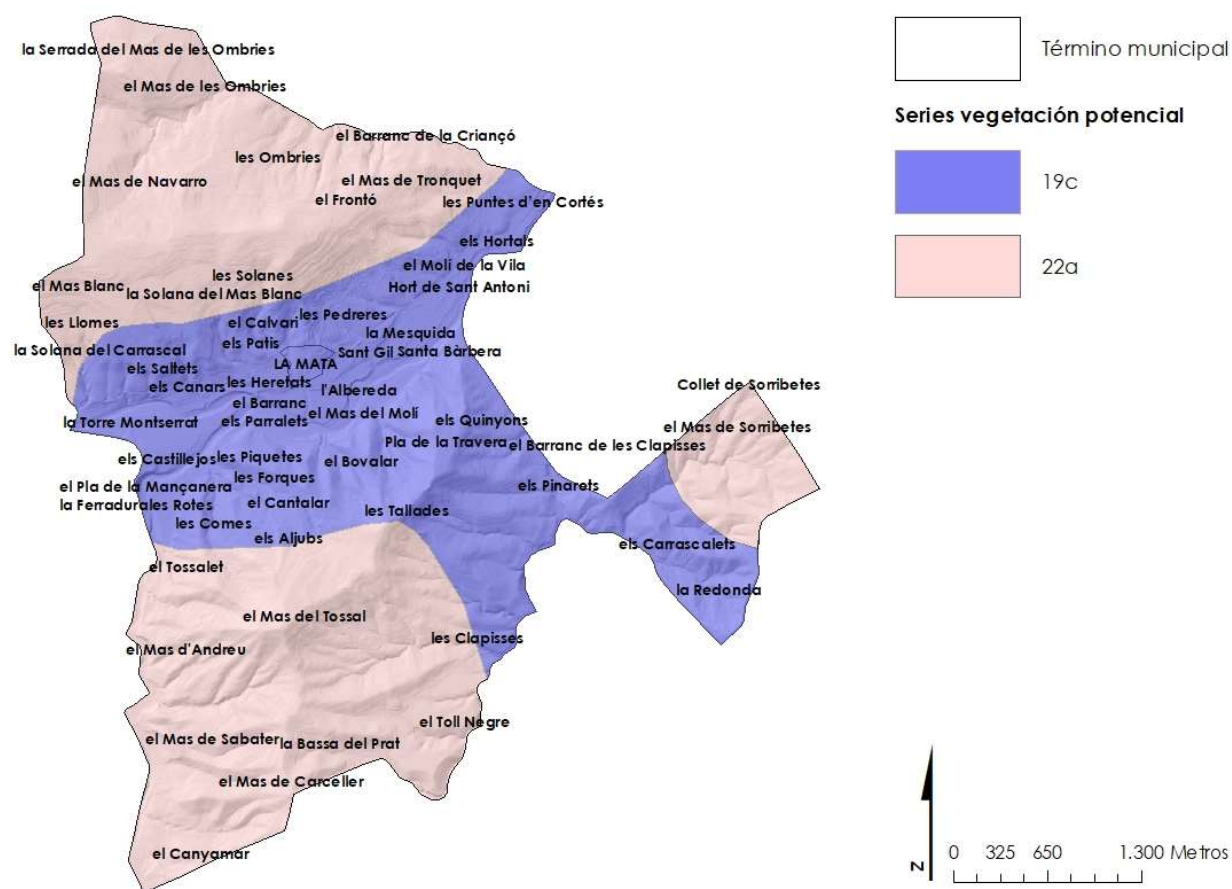 la Serrada del Mas de les Ombries
el Mas de les Ombries
el Barranc de la Criançó
les Ombries
el Mas de Navarro
el Mas de Tronquet
el Frontó
les Puntes d'en Cortés
els Hortals
el Molí de la Vila
les Solanes
el Mas Blanc
la Solana del Mas Blanc
Hort de Sant Antoni
les Llomes
el Calvari
les Pedreres
la Mesquida
els Patis
la Solana del Carrascal
Sant Gil
Santa Bàrbera
els Saltets
LA MATA
els Canars
les Heretats
l'Albereda
el Barranc
el Mas del Molí
la Torre Montserrat
els Parralets
els Quinyons
Pla de la Travera
el Barranc de les Clapisses
Collet de Sorribetes
el Mas de Sorribetes
els Castillejos
les Piquetes
el Bovalar
les Forques
el Pla de la Mançanera
els Pinarets
la Ferradura
les Rotes
el Cantalar
les Tallades
les Comes
els Aljubs
els Carrascalets
el Tossalet
la Redonda
el Mas del Tossal
les Clapisses
el Mas d'Andreu
el Toll Negre
el Mas de Sabater
la Bassa del Prat
el Mas de Carceller
el Canyamar
Término municipal
Series vegetación potencial
19c
22a
N
0 325 650 1.300 Metros